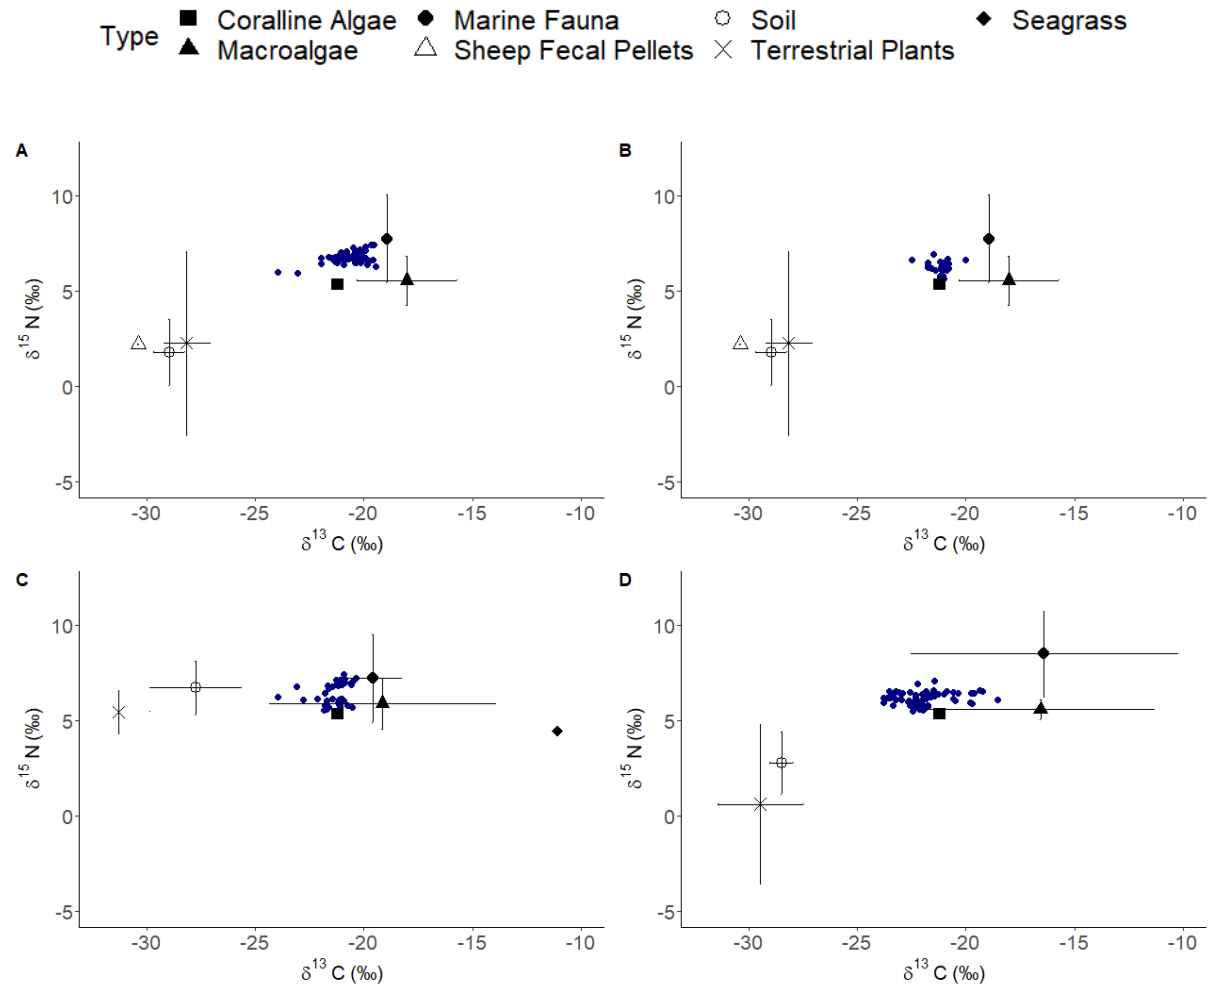 Type
Coralline Algae
Marine Fauna
Soil
Seagrass
Macroalgae
Sheep Fecal Pellets
Terrestrial Plants
A
10
5
0
-5
δ15 N (‰)
-30
-25
-20
-15
-10
δ13 C (‰)
B
10
5
0
-5
δ15 N (‰)
-30
-25
-20
-15
-10
δ13 C (‰)
C
10
5
0
-5
δ15 N (‰)
-30
-25
-20
-15
-10
δ13 C (‰)
D
10
5
0
-5
δ15 N (‰)
-30
-25
-20
-15
-10
δ13 C (‰)